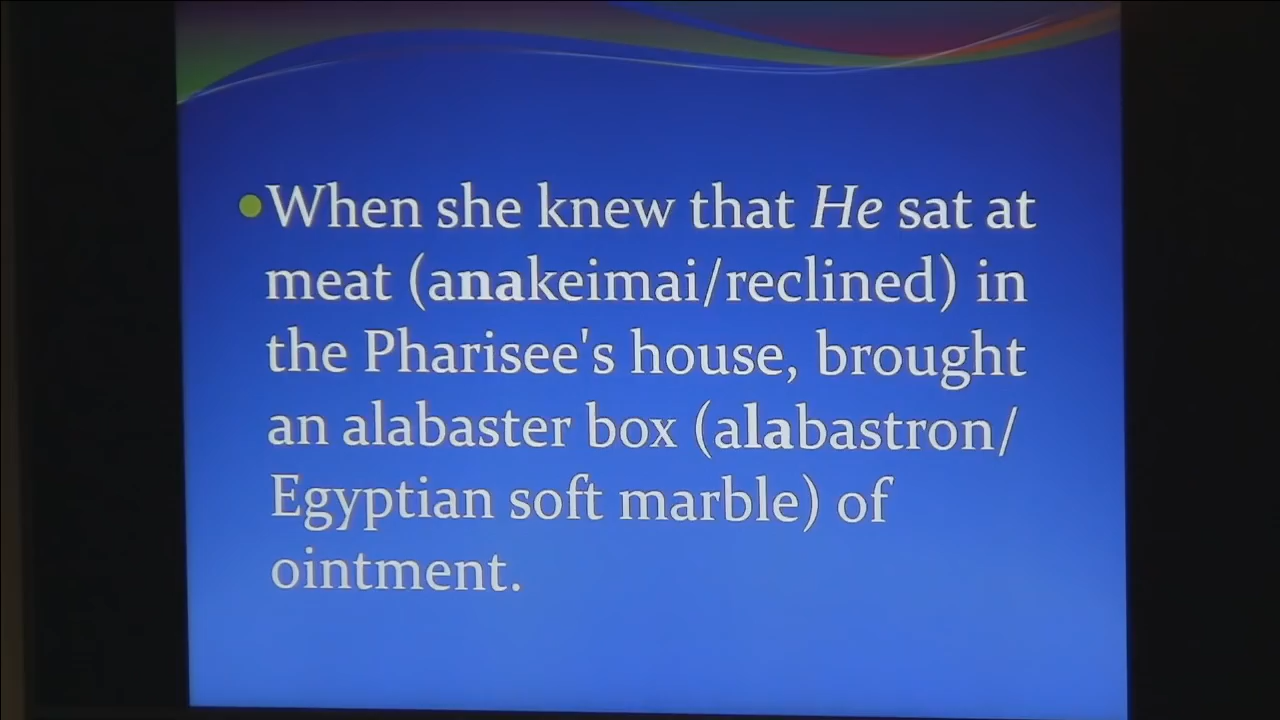 When she knew that He sat at
meat (anakeimai/reclined) in
the Pharisee's house, brought
an alabaster box (alabastron/
Egyptian soft marble) of
ointment.